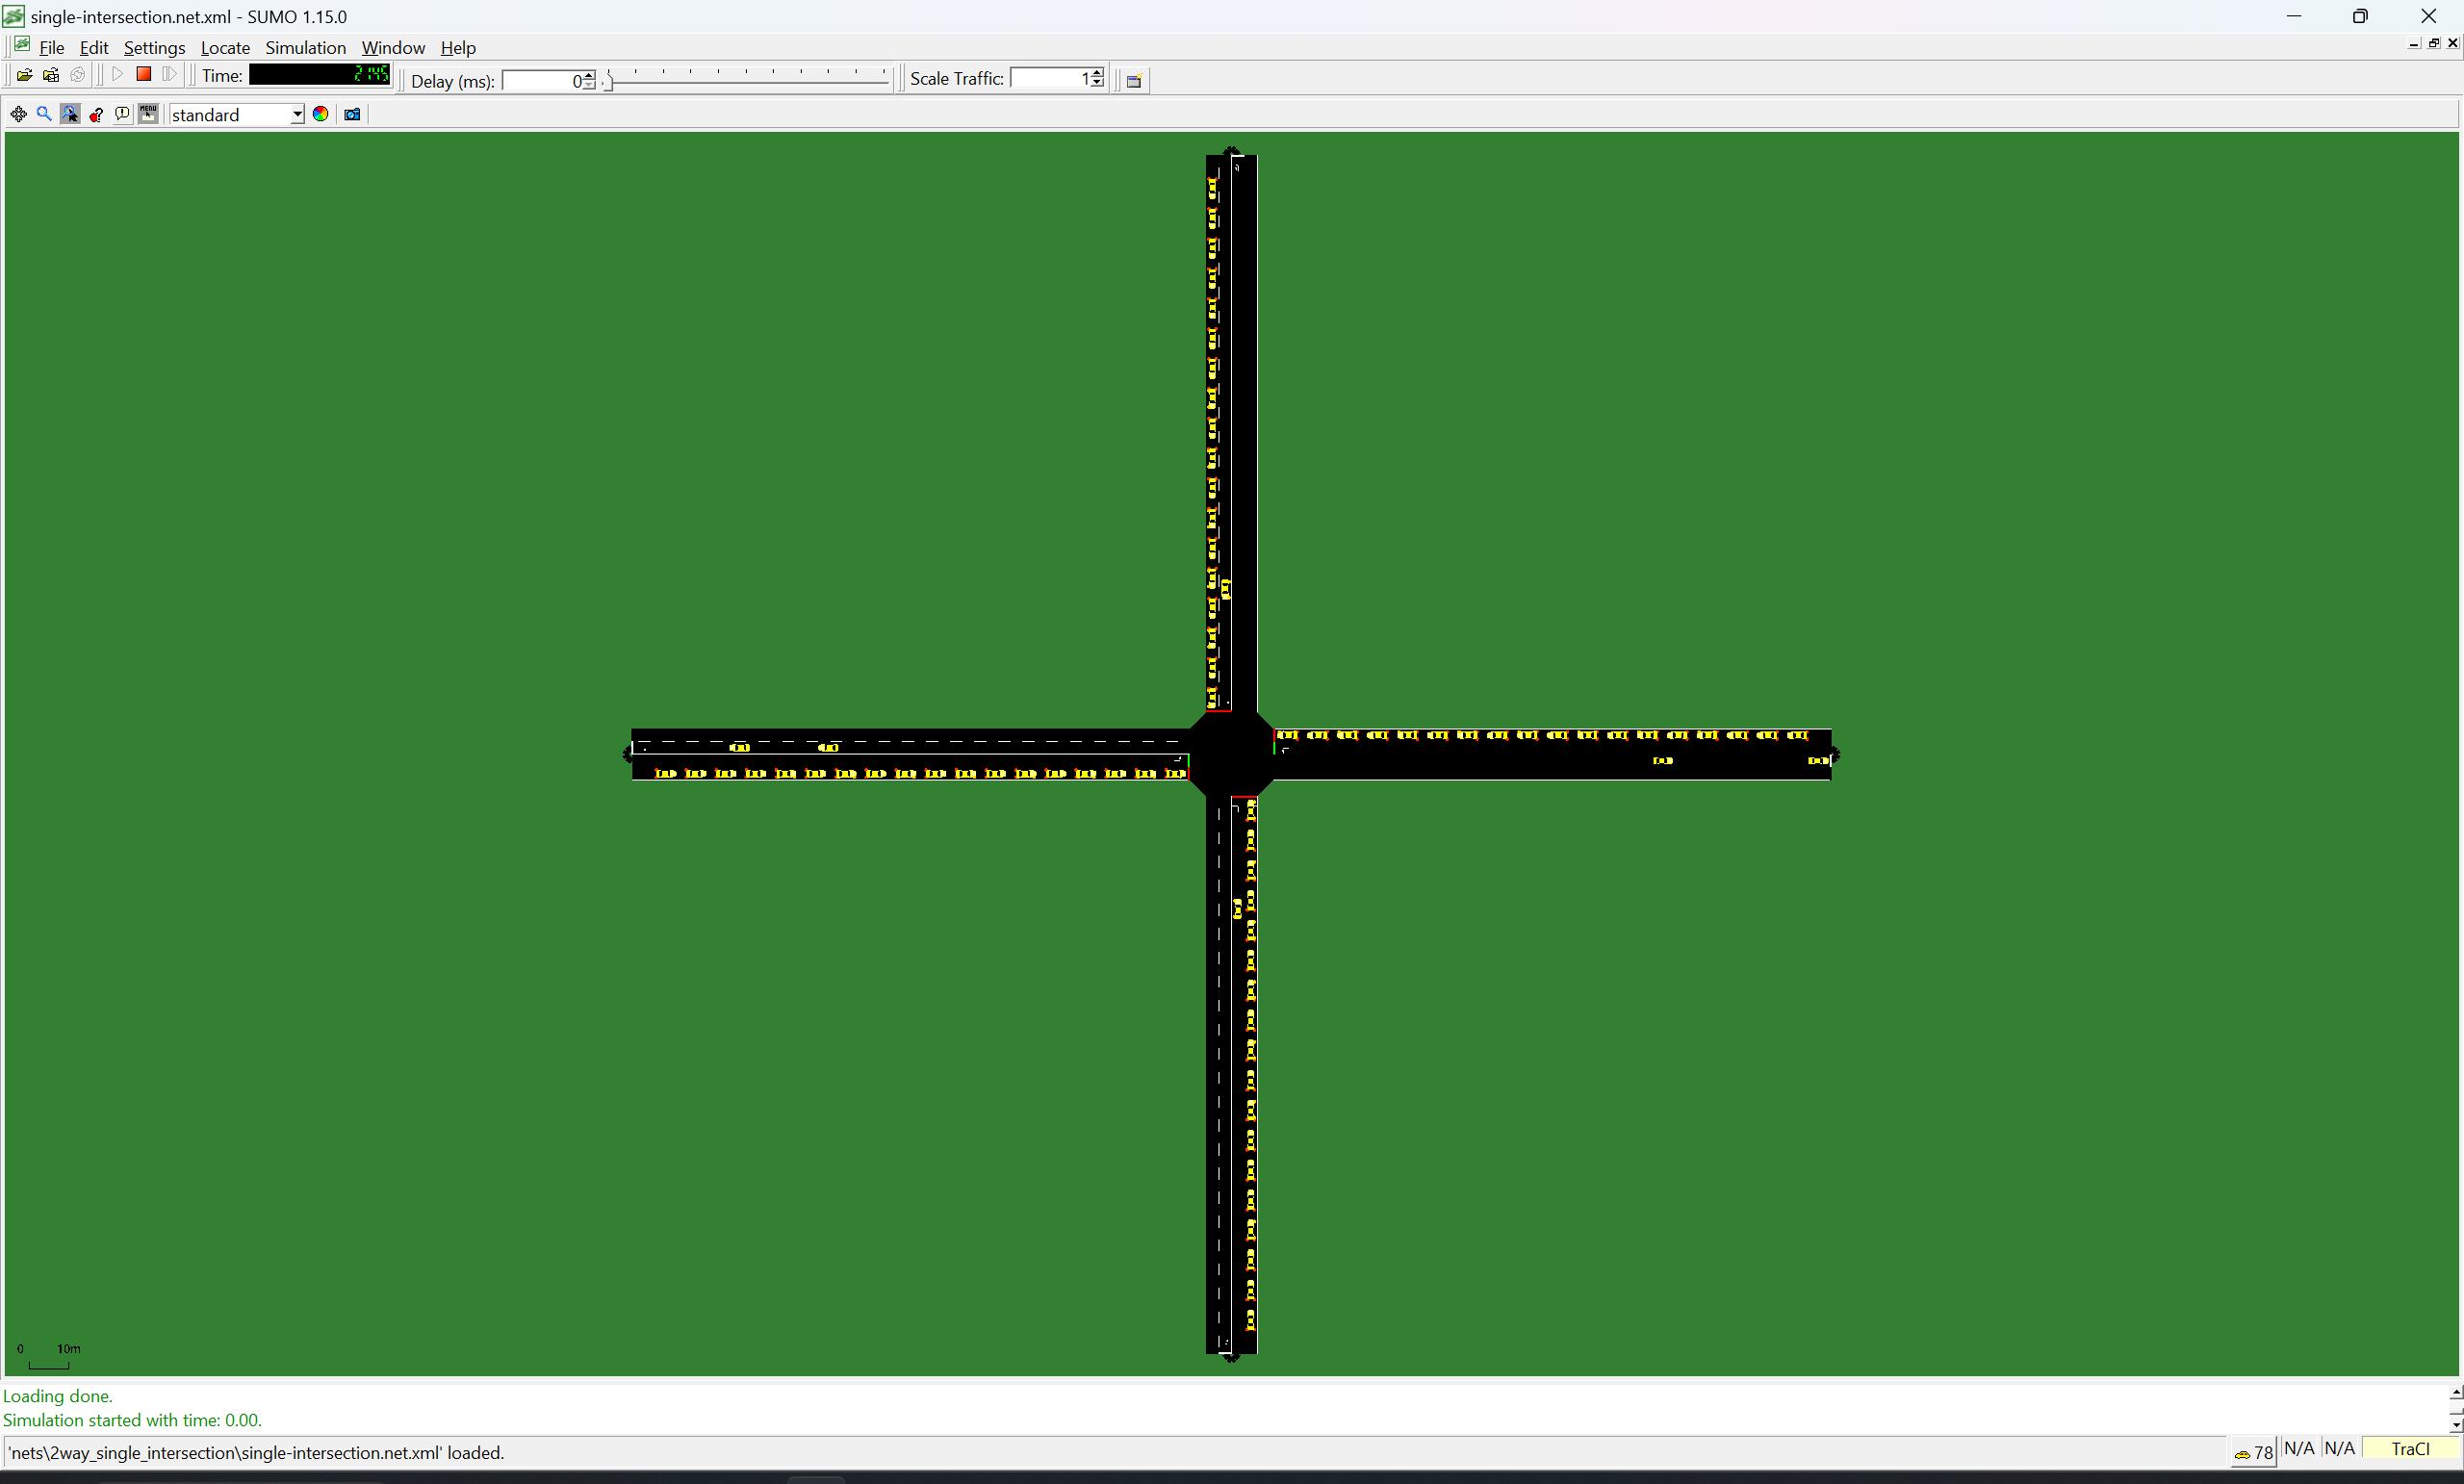 single-intersection.net.xml - SUMO 1.15.0
File Edit Settings Locate Simulation Window Help
Time: 2145 Delay (ms): 0 Scale Traffic: 1
MENU standard
0 10m
Loading done.
Simulation started with time: 0.00.
'nets\2way_single_intersection\single-intersection.net.xml' loaded. 78 N/A N/A TraCI